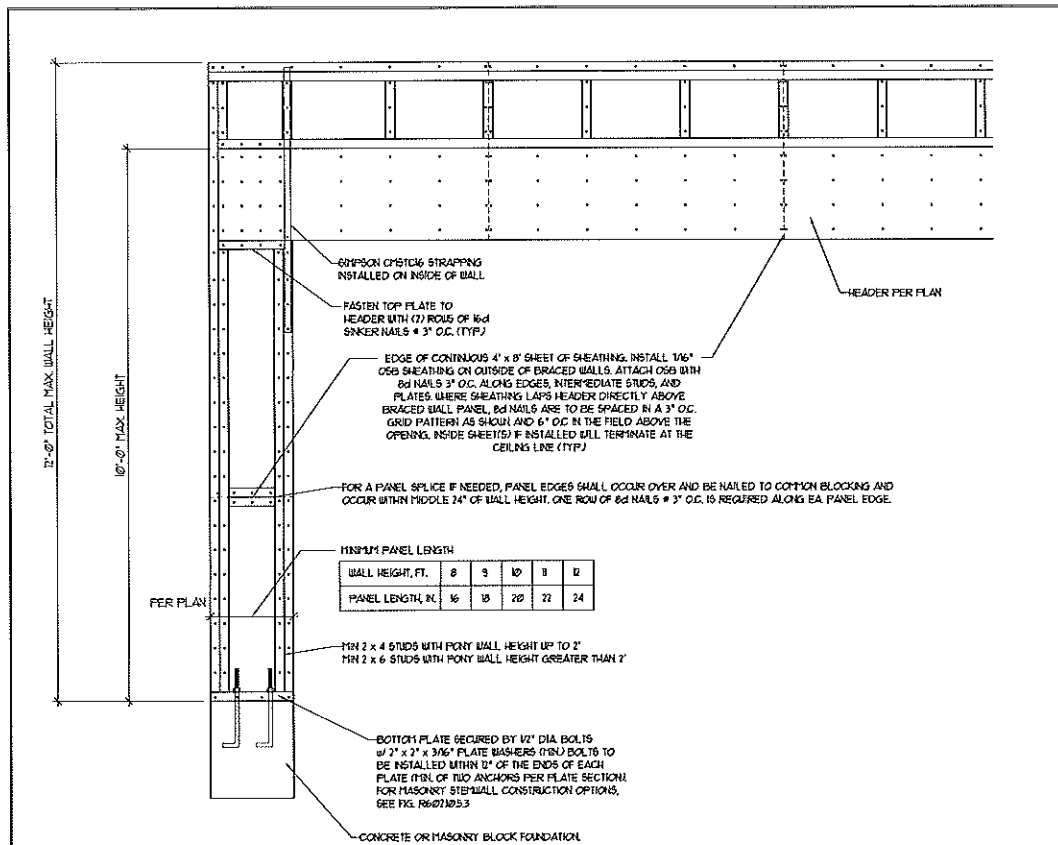 SIMPSON CMSTC16 STRAPPING
INSTALLED ON INSIDE OF WALL
HEADER PER PLAN
FASTEN TOP PLATE TO
HEADER WITH (2) ROWS OF 16d
SINKER NAILS @ 3" O.C. (TYP.)
12'-0" TOTAL MAX. WALL HEIGHT
10'-0" MAX. HEIGHT
EDGE OF CONTINUOUS 4' x 8' SHEET OF SHEATHING. INSTALL 7/16"
OSB SHEATHING ON OUTSIDE OF BRACED WALLS. ATTACH OSB WITH
8d NAILS 3" O.C. ALONG EDGES, INTERMEDIATE STUDS, AND
PLATES. WHERE SHEATHING LAPS HEADER DIRECTLY ABOVE
BRACED WALL PANEL, 8d NAILS ARE TO BE SPACED IN A 3" O.C.
GRID PATTERN AS SHOWN AND 6" O.C. IN THE FIELD ABOVE THE
OPENING. INSIDE SHEET(S) IF INSTALLED WILL TERMINATE AT THE
CEILING LINE (TYP.)
FOR A PANEL SPLICE IF NEEDED, PANEL EDGES SHALL OCCUR OVER AND BE NAILED TO COMMON BLOCKING AND
OCCUR WITHIN MIDDLE 24" OF WALL HEIGHT. ONE ROW OF 8d NAILS @ 3" O.C. IS REQUIRED ALONG EA. PANEL EDGE.
MINIMUM PANEL LENGTH
WALL HEIGHT, FT. 8 9 10 11 12
PANEL LENGTH, IN. 16 18 20 22 24
PER PLAN
MIN 2 x 4 STUDS WITH PONY WALL HEIGHT UP TO 2'
MIN 2 x 6 STUDS WITH PONY WALL HEIGHT GREATER THAN 2'
BOTTOM PLATE SECURED BY 1/2" DIA. BOLTS
w/ 2" x 2" x 3/16" PLATE WASHERS (MIN.) BOLTS TO
BE INSTALLED WITHIN 12" OF THE ENDS OF EACH
PLATE (MIN. OF TWO ANCHORS PER PLATE SECTION).
FOR MASONRY STEMWALL CONSTRUCTION OPTIONS,
SEE FIG. R602.10.5.3
CONCRETE OR MASONRY BLOCK FOUNDATION.